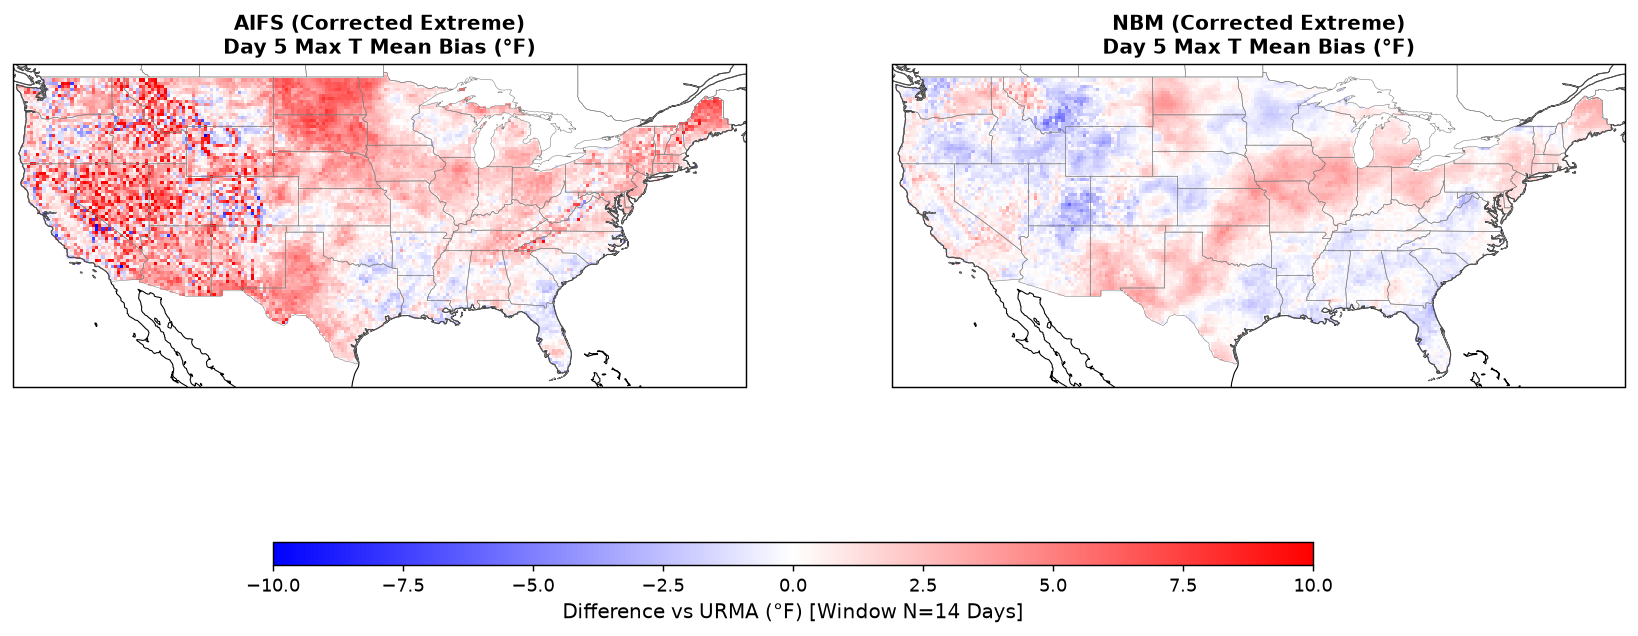 AIFS (Corrected Extreme)
Day 5 Max T Mean Bias (°F)
NBM (Corrected Extreme)
Day 5 Max T Mean Bias (°F)
−10.0 −7.5 −5.0 −2.5 0.0 2.5 5.0 7.5 10.0
Difference vs URMA (°F) [Window N=14 Days]